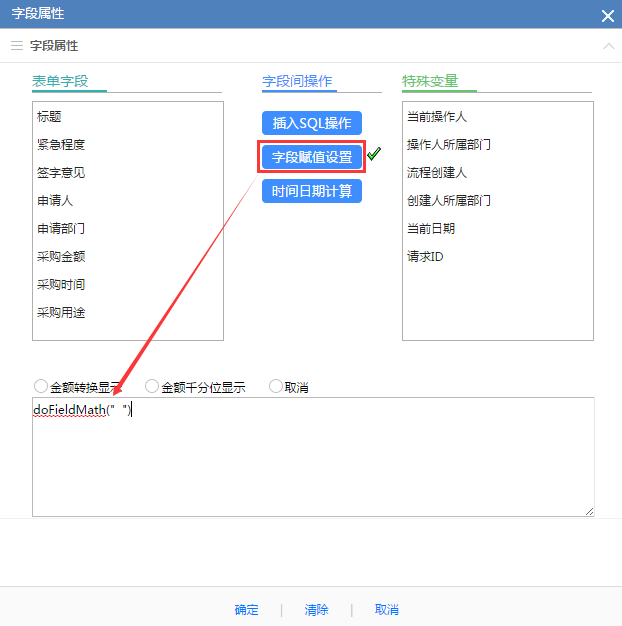 字段属性
字段属性
表单字段
字段间操作
特殊变量
标题
紧急程度
签字意见
申请人
申请部门
采购金额
采购时间
采购用途
插入SQL操作
字段赋值设置
时间日期计算
当前操作人
操作人所属部门
流程创建人
创建人所属部门
当前日期
请求ID
金额转换显示 金额千分位显示 取消
doFieldMath(" ")
确定 | 清除 | 取消